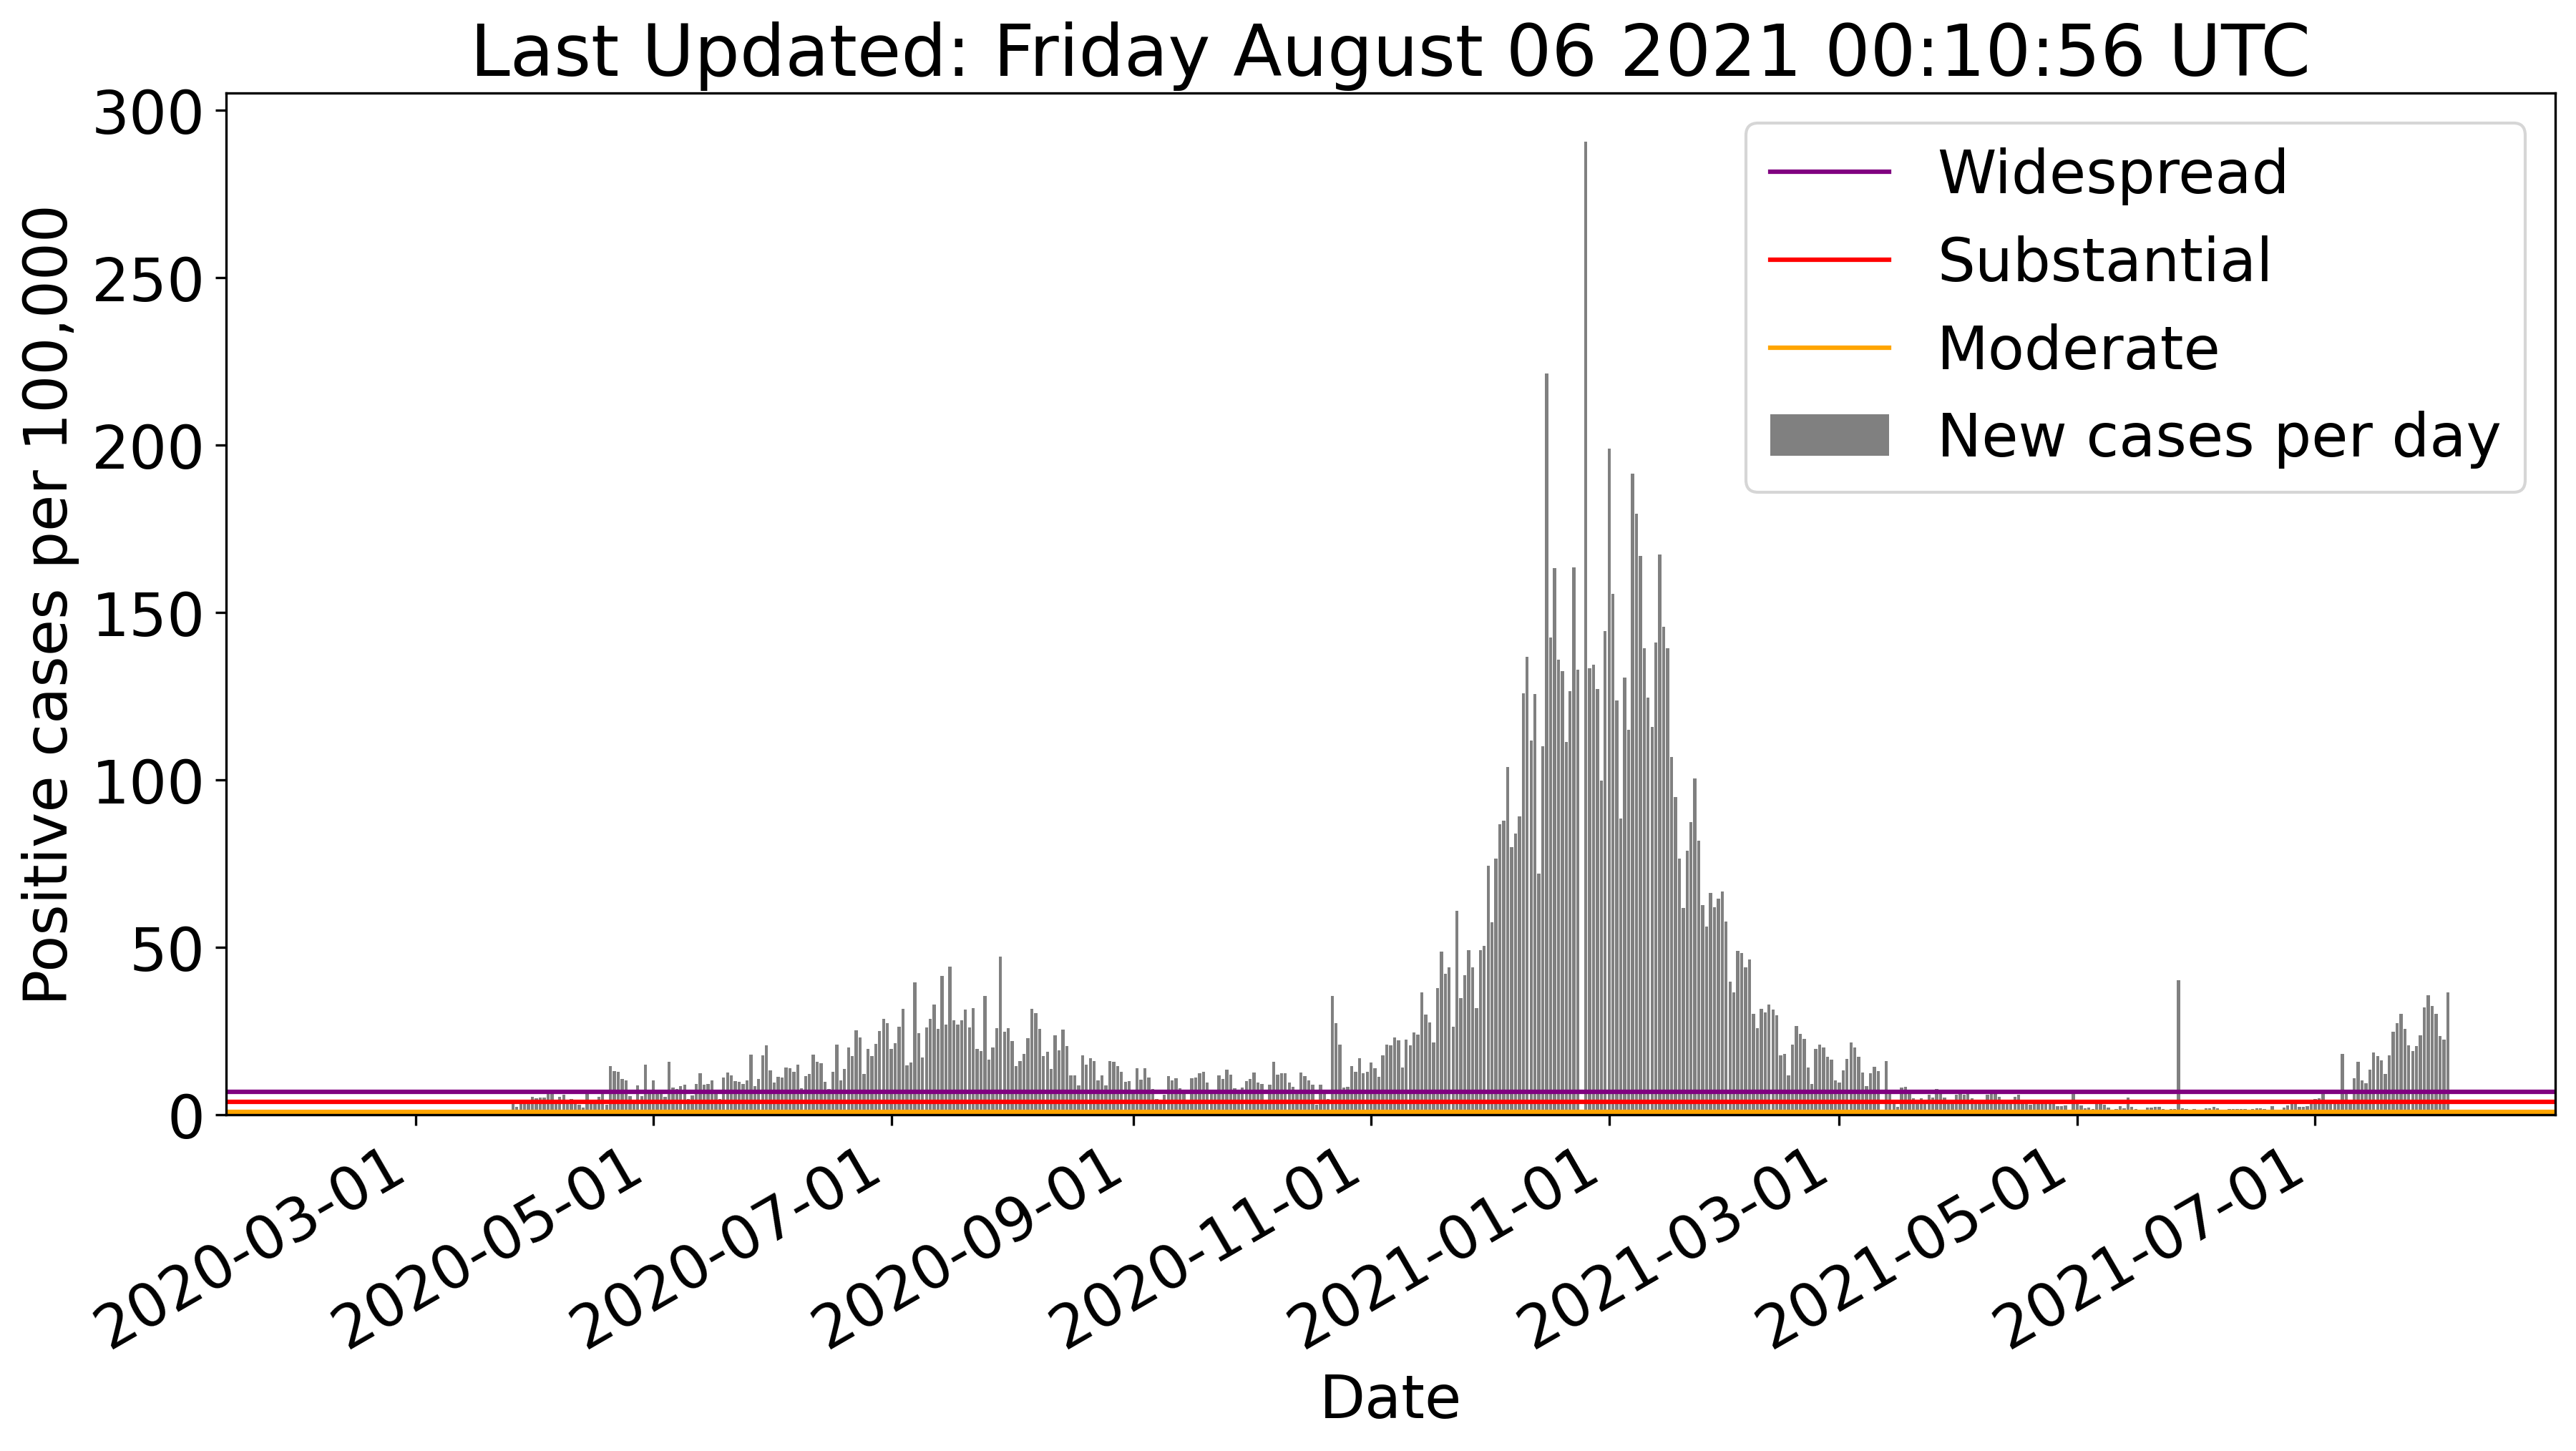 Last Updated: Friday August 06 2021 00:10:56 UTC
300
250
200
150
100
50
0
Positive cases per 100,000
Widespread
Substantial
Moderate
New cases per day
2020-03-01
2020-05-01
2020-07-01
2020-09-01
2020-11-01
2021-01-01
2021-03-01
2021-05-01
2021-07-01
Date